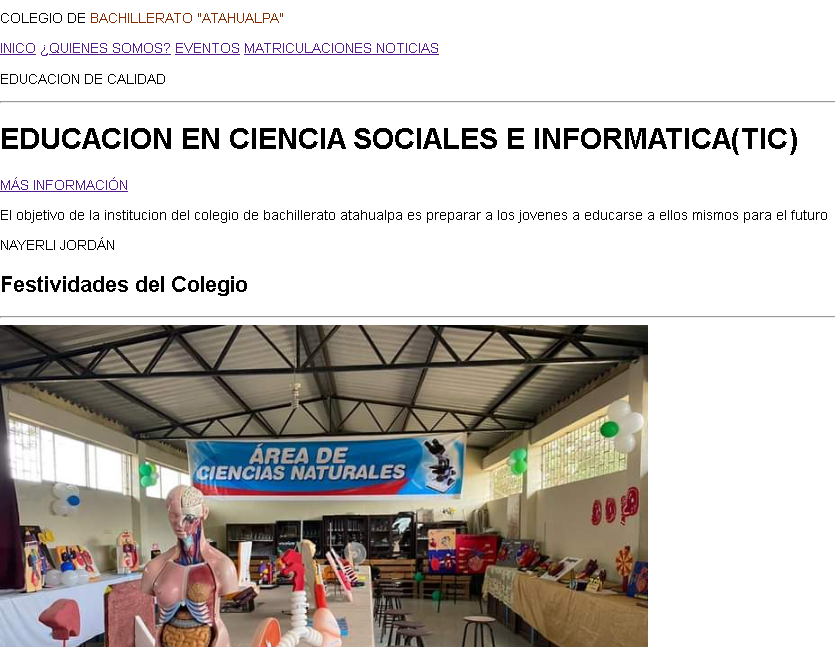 COLEGIO DE BACHILLERATO "ATAHUALPA"
INICO ¿QUIENES SOMOS? EVENTOS MATRICULACIONES NOTICIAS
EDUCACION DE CALIDAD
EDUCACION EN CIENCIA SOCIALES E INFORMATICA(TIC)
MÁS INFORMACIÓN
El objetivo de la institucion del colegio de bachillerato atahualpa es preparar a los jovenes a educarse a ellos mismos para el futuro
NAYERLI JORDÁN
Festividades del Colegio
ÁREA DE
CIENCIAS NATURALES